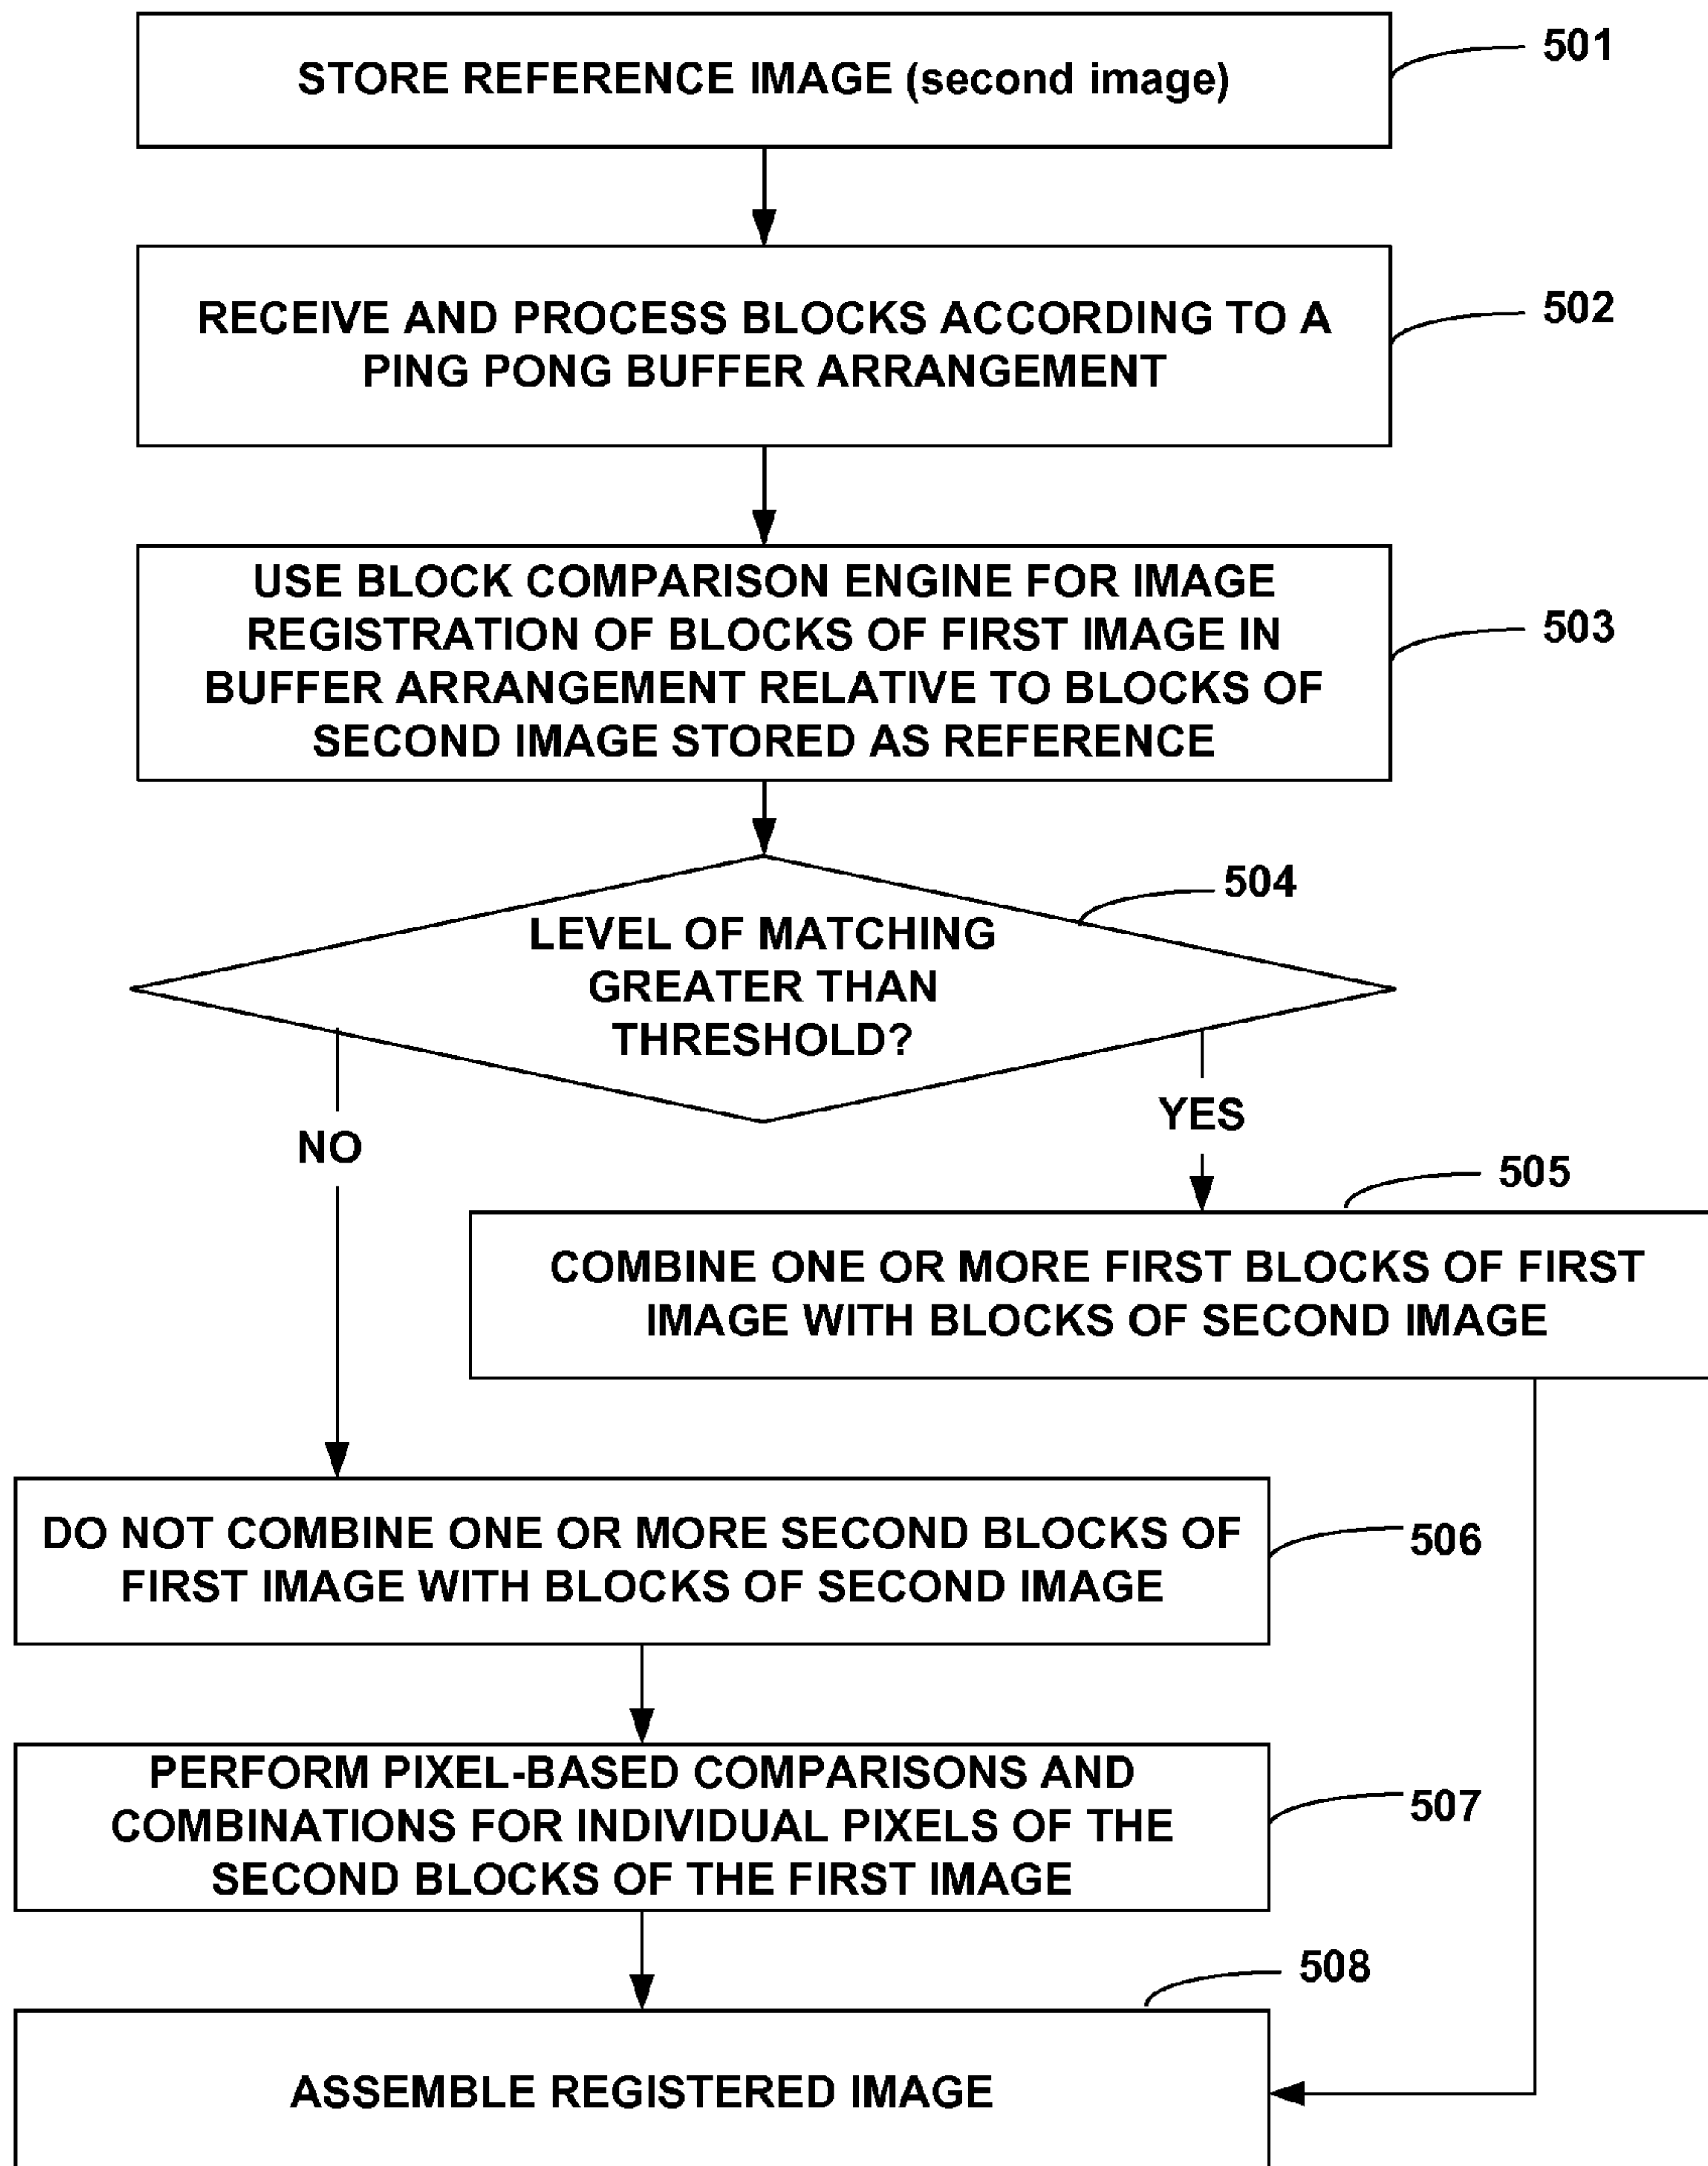 STORE REFERENCE IMAGE (second image)
501
RECEIVE AND PROCESS BLOCKS ACCORDING TO A
PING PONG BUFFER ARRANGEMENT
502
USE BLOCK COMPARISON ENGINE FOR IMAGE
REGISTRATION OF BLOCKS OF FIRST IMAGE IN
BUFFER ARRANGEMENT RELATIVE TO BLOCKS OF
SECOND IMAGE STORED AS REFERENCE
503
504
LEVEL OF MATCHING
GREATER THAN
THRESHOLD?
YES
NO
505
COMBINE ONE OR MORE FIRST BLOCKS OF FIRST
IMAGE WITH BLOCKS OF SECOND IMAGE
DO NOT COMBINE ONE OR MORE SECOND BLOCKS OF
FIRST IMAGE WITH BLOCKS OF SECOND IMAGE
506
PERFORM PIXEL-BASED COMPARISONS AND
COMBINATIONS FOR INDIVIDUAL PIXELS OF THE
SECOND BLOCKS OF THE FIRST IMAGE
507
508
ASSEMBLE REGISTERED IMAGE